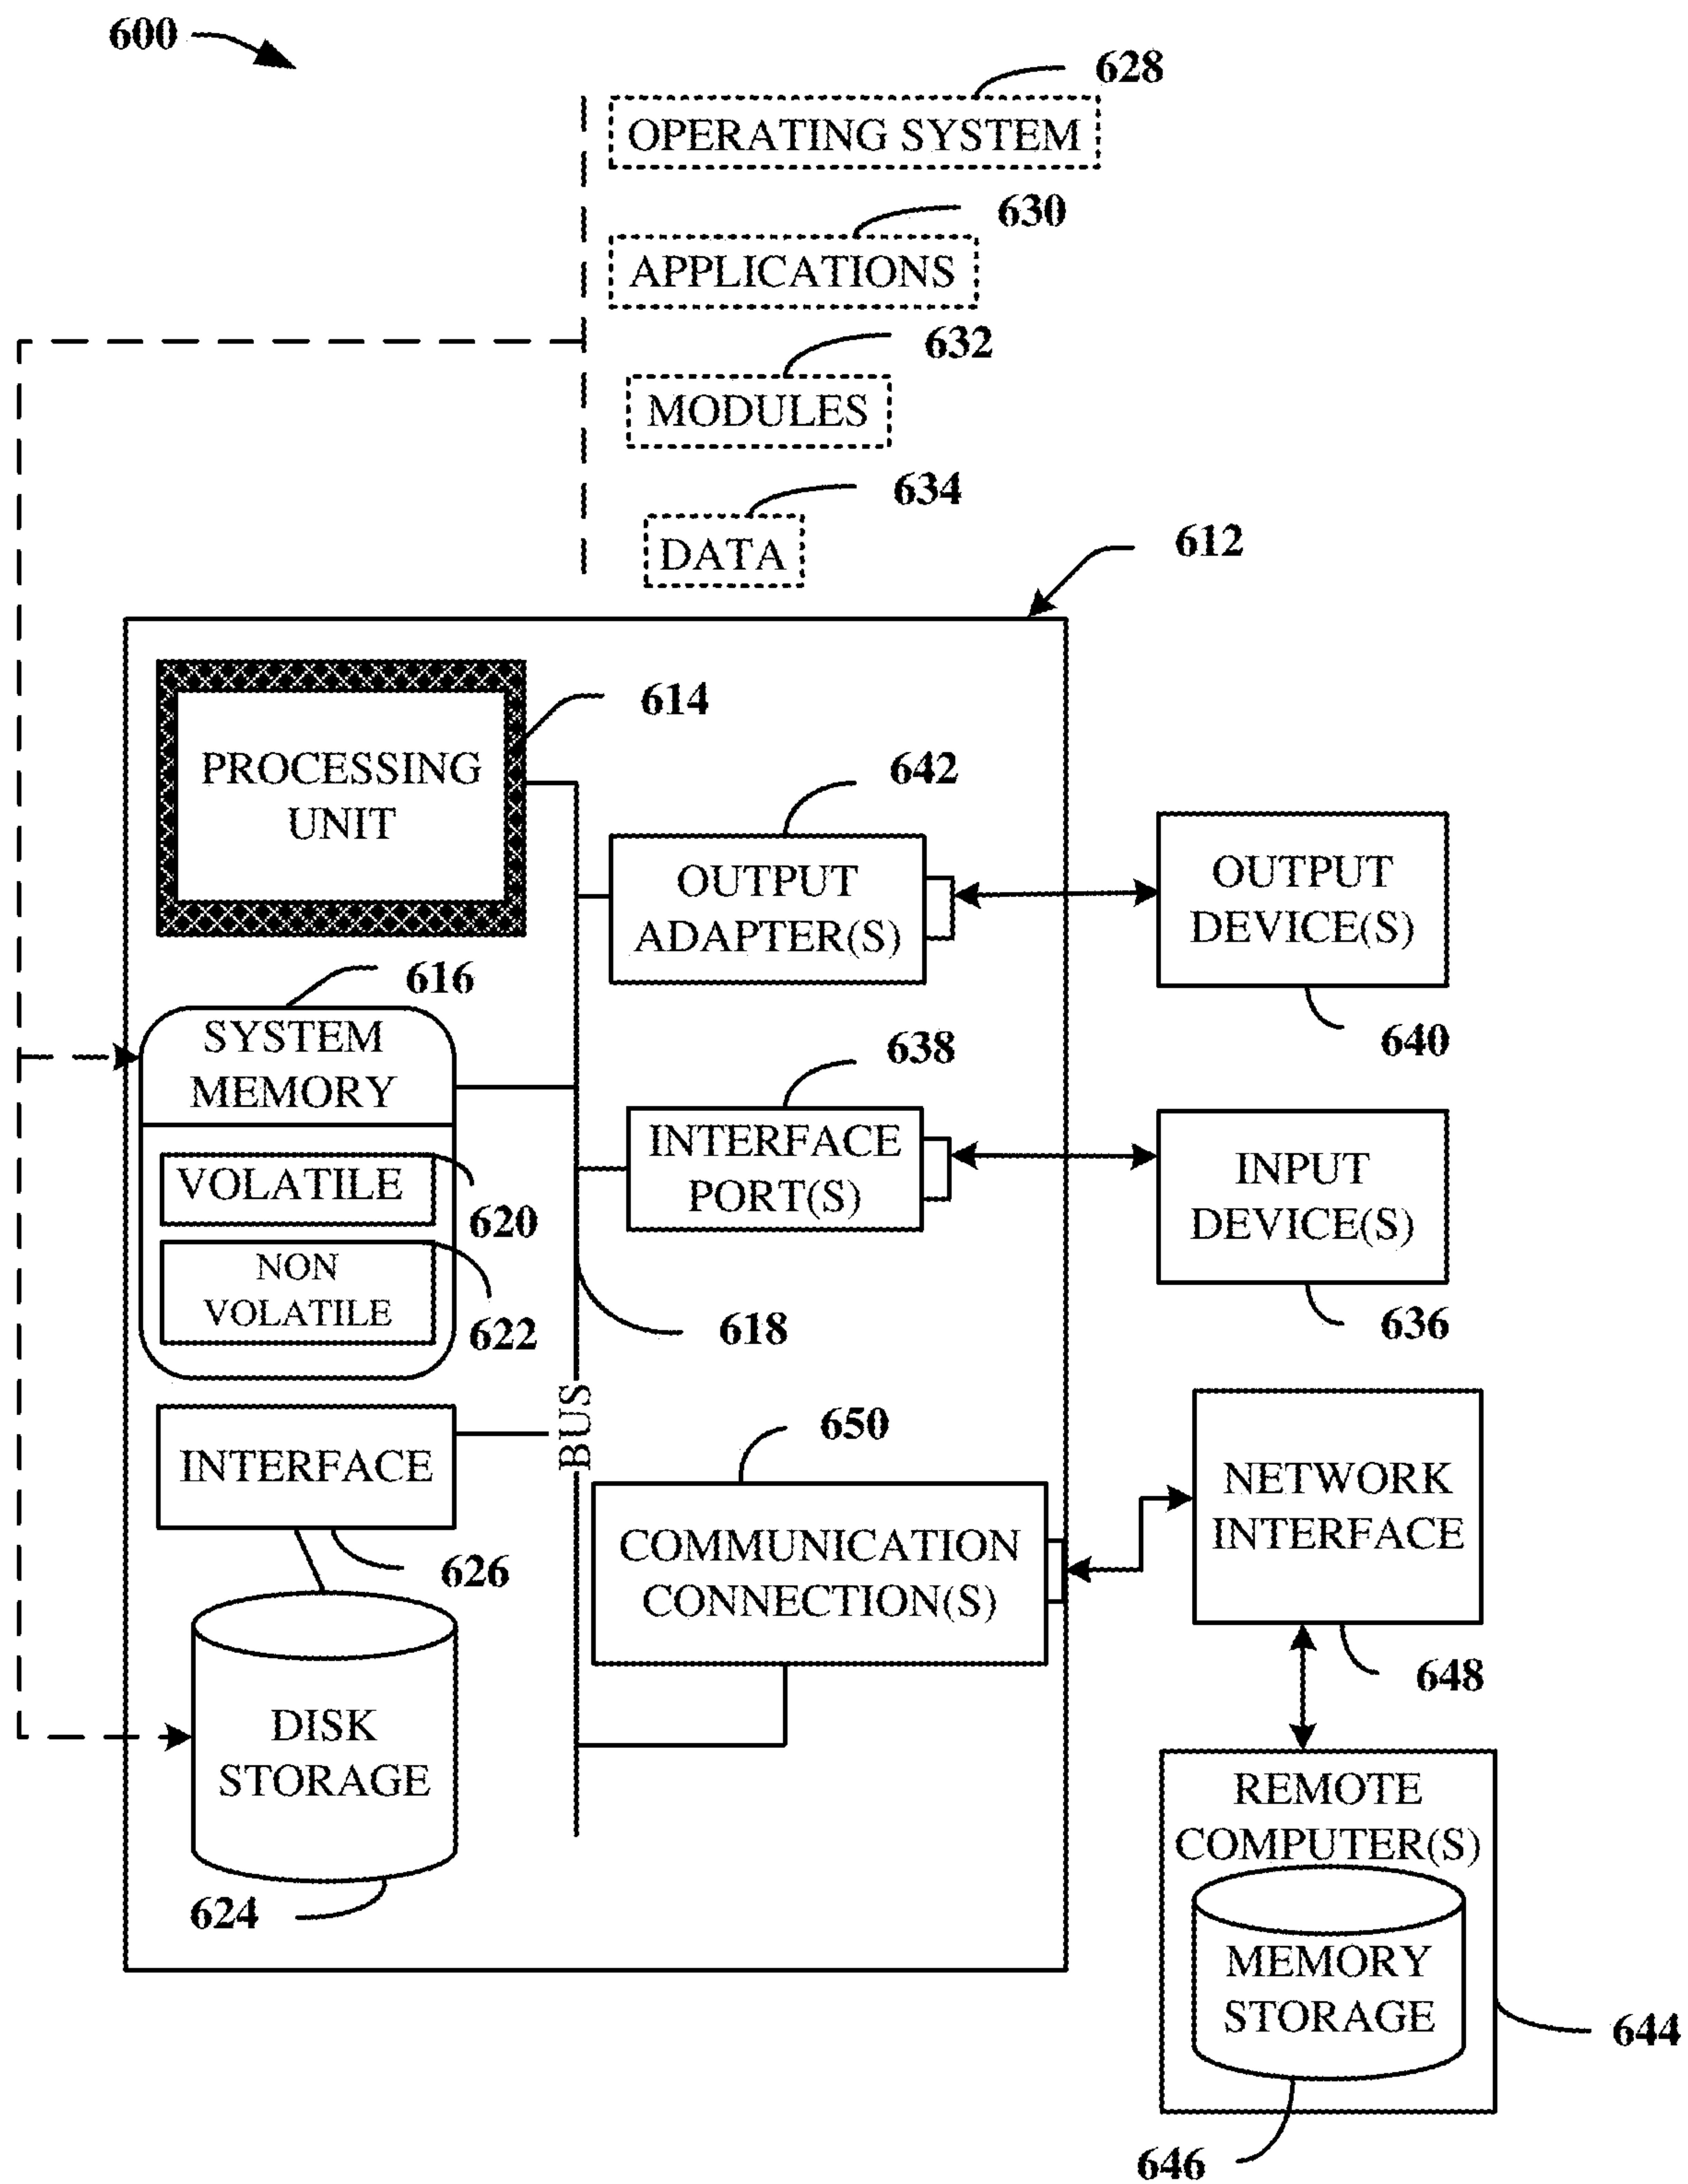 600
628
OPERATING SYSTEM
630
APPLICATIONS
632
MODULES
634
DATA
612
614
PROCESSING
UNIT
642
OUTPUT
ADAPTER(S)
OUTPUT
DEVICE(S)
640
616
SYSTEM
MEMORY
VOLATILE
620
NON
VOLATILE
622
638
INTERFACE
PORT(S)
INPUT
DEVICE(S)
636
618
BUS
INTERFACE
626
650
COMMUNICATION
CONNECTION(S)
NETWORK
INTERFACE
648
DISK
STORAGE
624
REMOTE
COMPUTER(S)
MEMORY
STORAGE
644
646